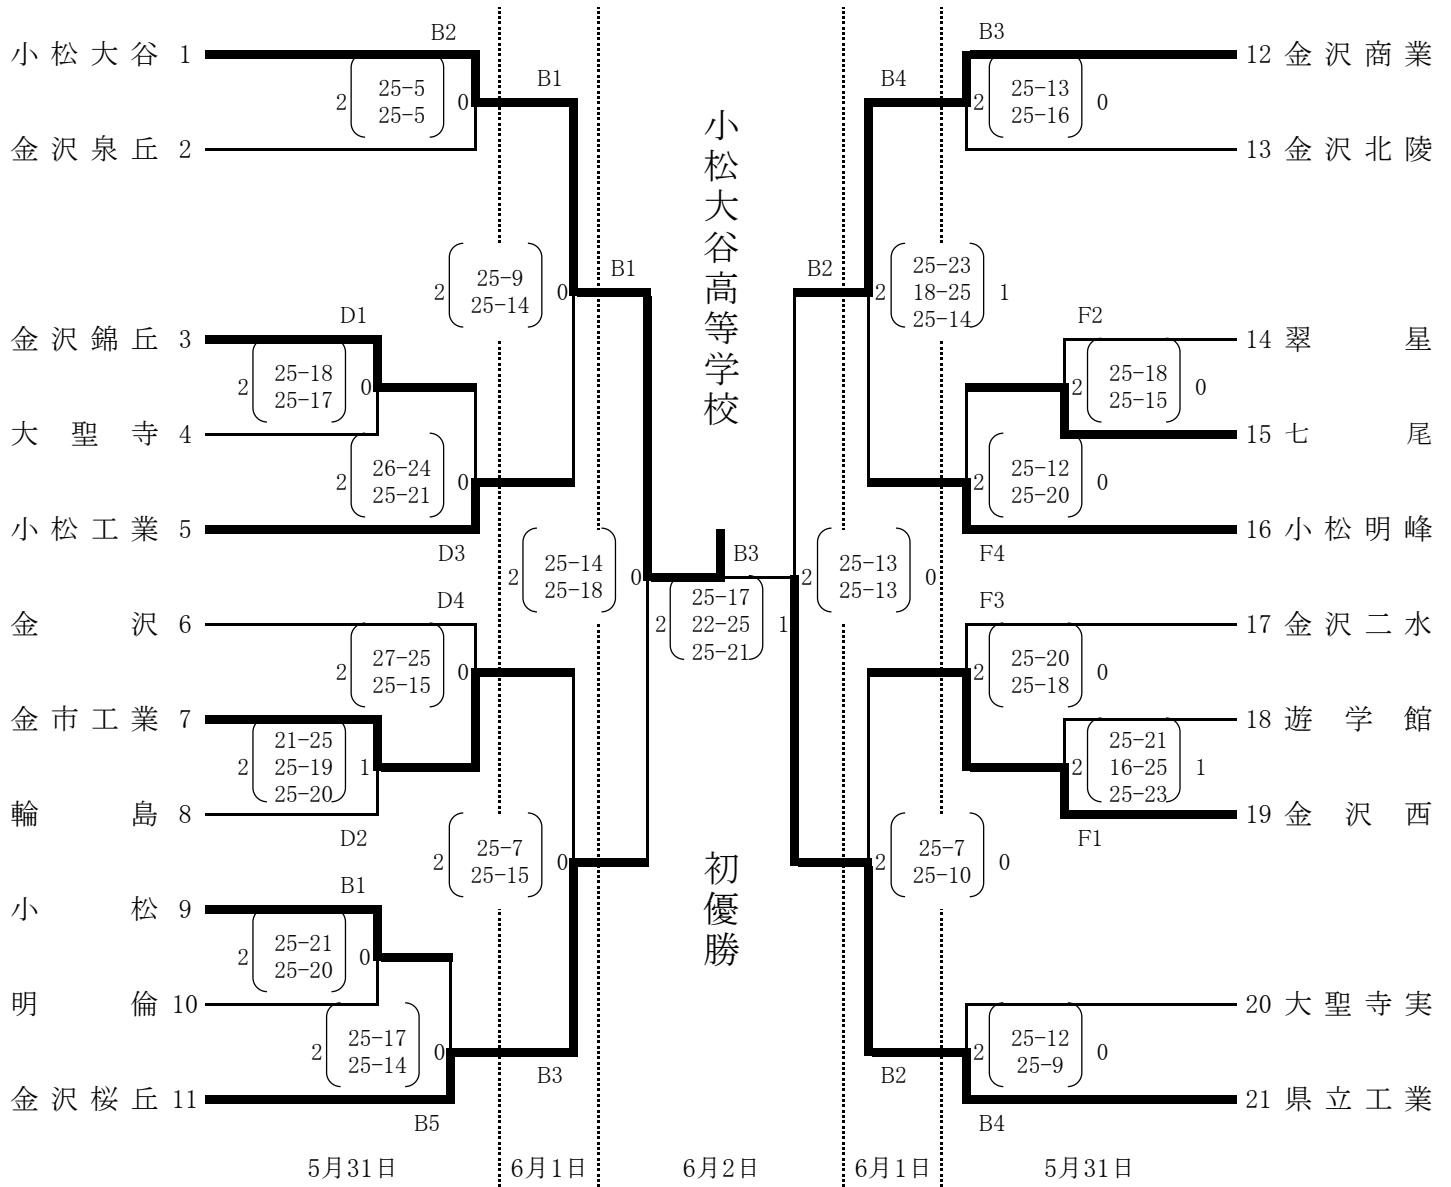 B2
小松大谷 1
2 25-5 0
25-5
金沢泉丘 2
B1
2 25-9 0
25-14
D1
金沢錦丘 3
2 25-18 0
25-17
大聖寺 4
2 26-24 0
25-21
小松工業 5
D3
B1
2 25-14 0
25-18
D4
金沢 6
2 27-25 0
25-15
金市工業 7
21-25
2 25-19 1
25-20
輪島 8
D2
2 25-7 0
25-15
B1
小松 9
2 25-21 0
25-20
明倫 10
2 25-17 0
25-14
金沢桜丘 11
B5
B3
小松大谷高等学校
B3
25-17
2 22-25 1
25-21
初優勝
B3
12 金沢商業
2 25-13 0
25-16
13 金沢北陵
B4
25-23
2 18-25 1
25-14
F2
14 翠星
2 25-18 0
25-15
15 七尾
2 25-12 0
25-20
16 小松明峰
F4
B2
2 25-13 0
25-13
F3
17 金沢二水
2 25-20 0
25-18
18 遊学館
25-21
2 16-25 1
25-23
19 金沢西
F1
2 25-7 0
25-10
20 大聖寺実
2 25-12 0
25-9
21 県立工業
B4
B2
5月31日 6月1日 6月2日 6月1日 5月31日